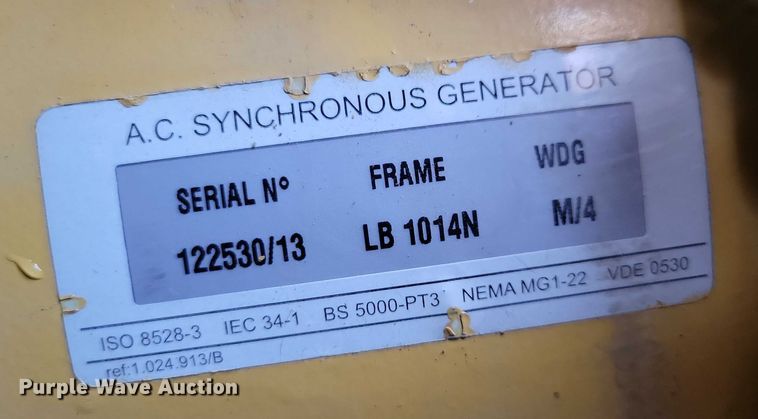 A.C. SYNCHRONOUS GENERATOR
SERIAL Nº FRAME WDG
122530/13 LB 1014N M/4
ISO 8528-3 IEC 34-1 BS 5000-PT3 NEMA MG1-22 VDE 0530
ref:1.024.913/B
Purple Wave Auction